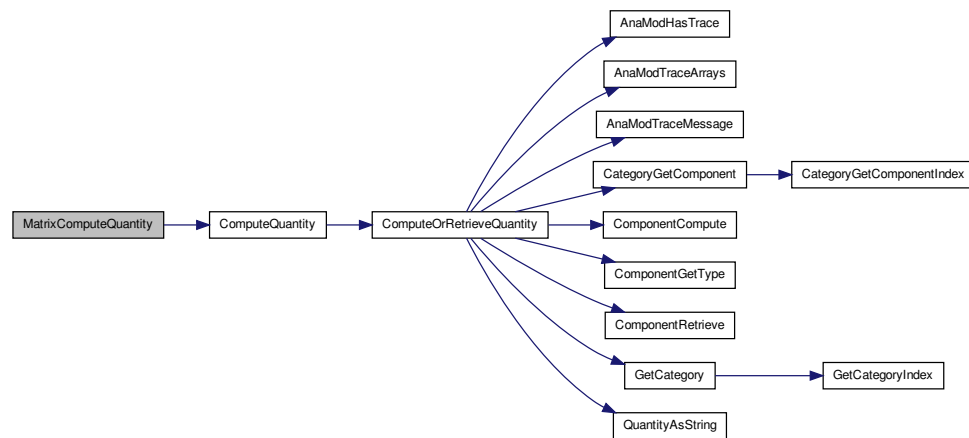 AnaModHasTrace
AnaModTraceArrays
AnaModTraceMessage
CategoryGetComponent
CategoryGetComponentIndex
MatrixComputeQuantity
ComputeQuantity
ComputeOrRetrieveQuantity
ComponentCompute
ComponentGetType
ComponentRetrieve
GetCategory
GetCategoryIndex
QuantityAsString